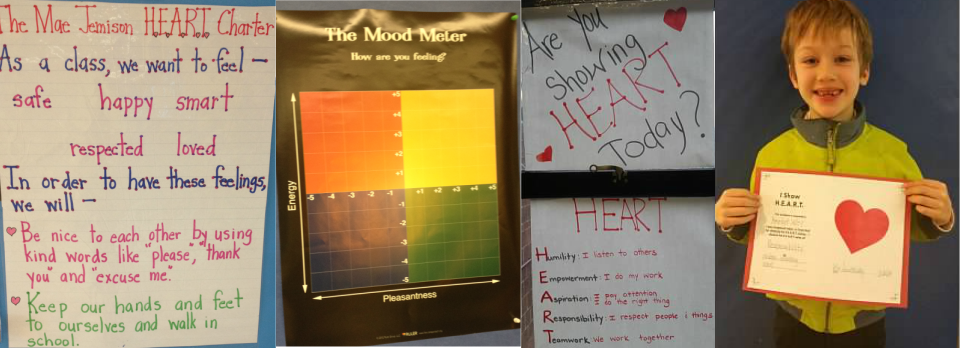 The Mae Jemison H.E.A.R.T. Charter
As a class, we want to feel -
safe happy smart
respected loved
In order to have these feelings,
we will -
Be nice to each other by using
kind words like "please", "thank
you" and "excuse me".
Keep our hands and feet
to ourselves and walk in
school.
The Mood Meter
How are you feeling?
Energy
+5
+3
+2
+1
-5 -4 -3 -2 -1 +1 +2 +3 +4 +5
-1
-2
-3
-4
-5
Pleasantness
Are You
Showing
HEART
Today?
HEART
Humility: I listen to others
Empowerment: I do my work
Aspiration: I pay attention
I do the right thing
Responsibility: I respect people & things
Teamwork: We work together
I Show
H.E.A.R.T.
Responsibility